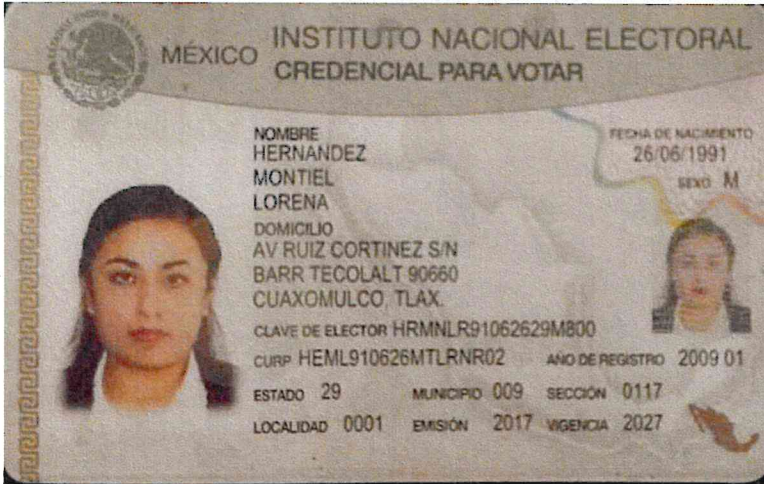 MÉXICO INSTITUTO NACIONAL ELECTORAL
CREDENCIAL PARA VOTAR
NOMBRE
HERNANDEZ
MONTIEL
LORENA
FECHA DE NACIMIENTO
26/06/1991
SEXO M
DOMICILIO
AV RUIZ CORTINEZ S/N
BARR TECOLALT 90660
CUAXOMULCO, TLAX.
CLAVE DE ELECTOR HRMNLR91062629M800
CURP HEML910626MTLRNR02 AÑO DE REGISTRO 2009 01
ESTADO 29 MUNICIPIO 009 SECCIÓN 0117
LOCALIDAD 0001 EMISIÓN 2017 VIGENCIA 2027